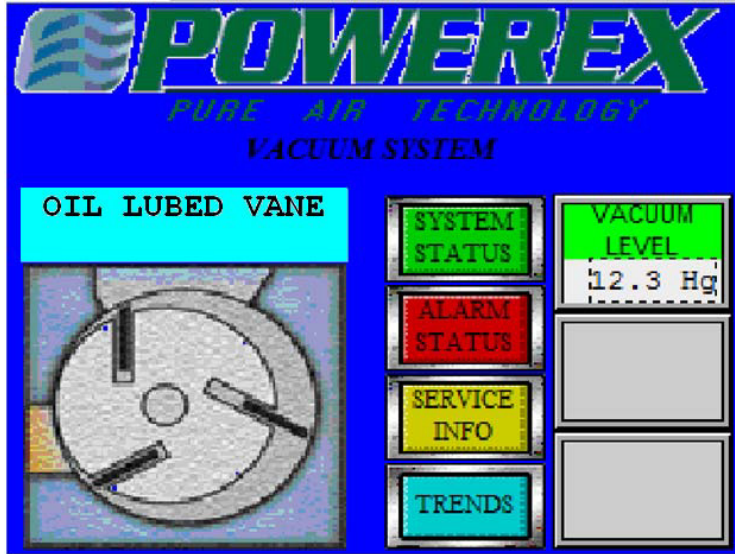 POWEREX
PURE AIR TECHNOLOGY
VACUUM SYSTEM
OIL LUBED VANE
SYSTEM
STATUS
ALARM
STATUS
SERVICE
INFO
TRENDS
VACUUM
LEVEL
12.3 Hg